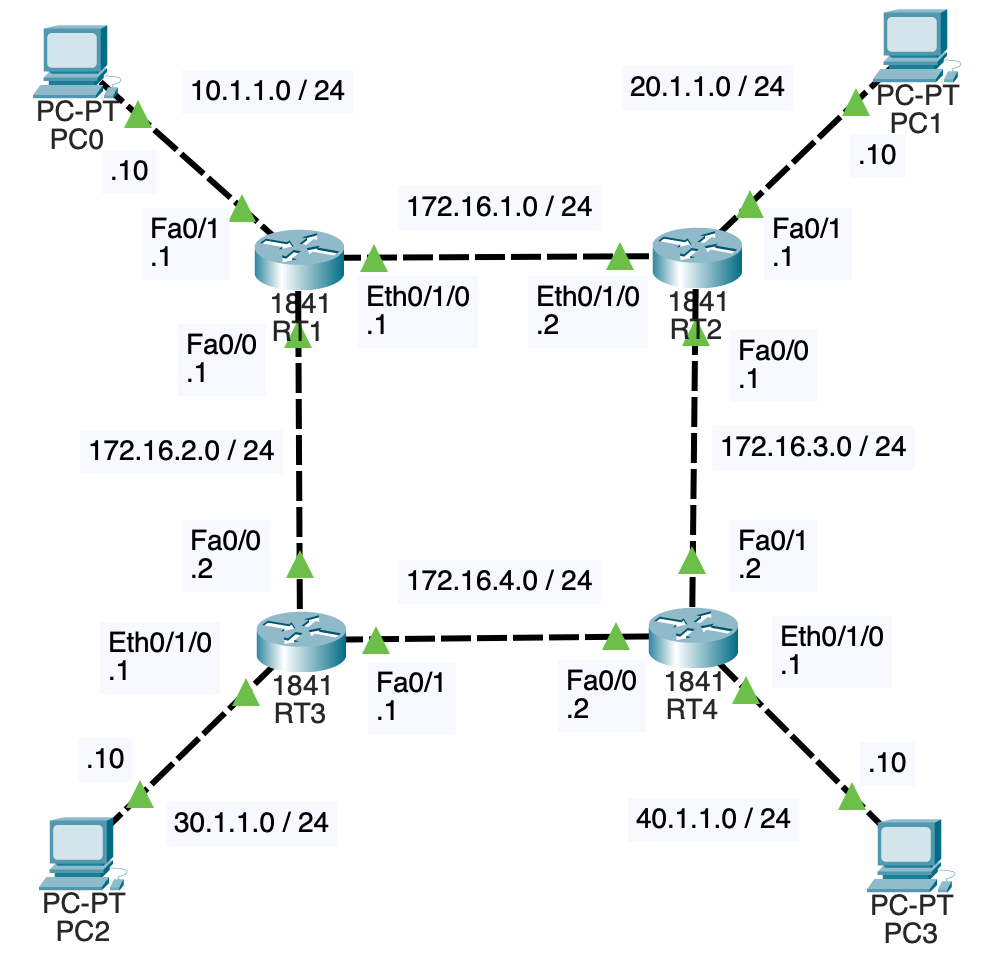 PC-PT
PC0
10.1.1.0 / 24
.10
Fa0/1
.1
20.1.1.0 / 24
PC-PT
PC1
.10
Fa0/1
.1
172.16.1.0 / 24
1841
RT1
Eth0/1/0
.1
Eth0/1/0
.2
1841
RT2
Fa0/0
.1
Fa0/0
.1
172.16.2.0 / 24
172.16.3.0 / 24
Fa0/0
.2
172.16.4.0 / 24
Fa0/1
.2
Eth0/1/0
.1
1841
RT3
Fa0/1
.1
Fa0/0
.2
1841
RT4
Eth0/1/0
.1
.10
30.1.1.0 / 24
PC-PT
PC2
.10
40.1.1.0 / 24
PC-PT
PC3